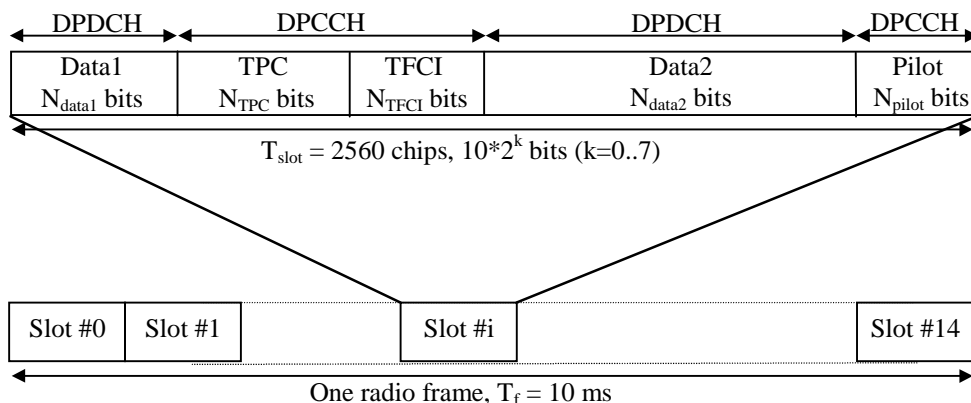 DPDCH DPCCH DPDCH DPCCH
Data1 TPC TFCI Data2 Pilot
N_data1 bits N_TPC bits N_TFCI bits N_data2 bits N_pilot bits
T_slot = 2560 chips, 10*2^k bits (k=0..7)
Slot #0 Slot #1 Slot #i Slot #14
One radio frame, T_f = 10 ms